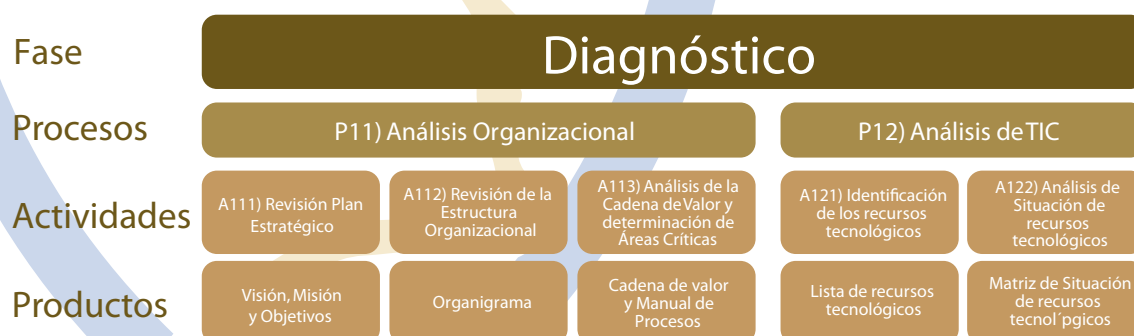 Fase
Diagnóstico
Procesos
P11) Análisis Organizacional
P12) Análisis de TIC
Actividades
A111) Revisión Plan
Estratégico
A112) Revisión de la
Estructura
Organizacional
A113) Análisis de la
Cadena de Valor y
determinación de
Áreas Críticas
A121) Identificación
de los recursos
tecnológicos
A122) Análisis de
Situación de
recursos
tecnológicos
Productos
Visión, Misión
y Objetivos
Organigrama
Cadena de valor
y Manual de
Procesos
Lista de recursos
tecnológicos
Matriz de Situación
de recursos
tecnol´pgicos